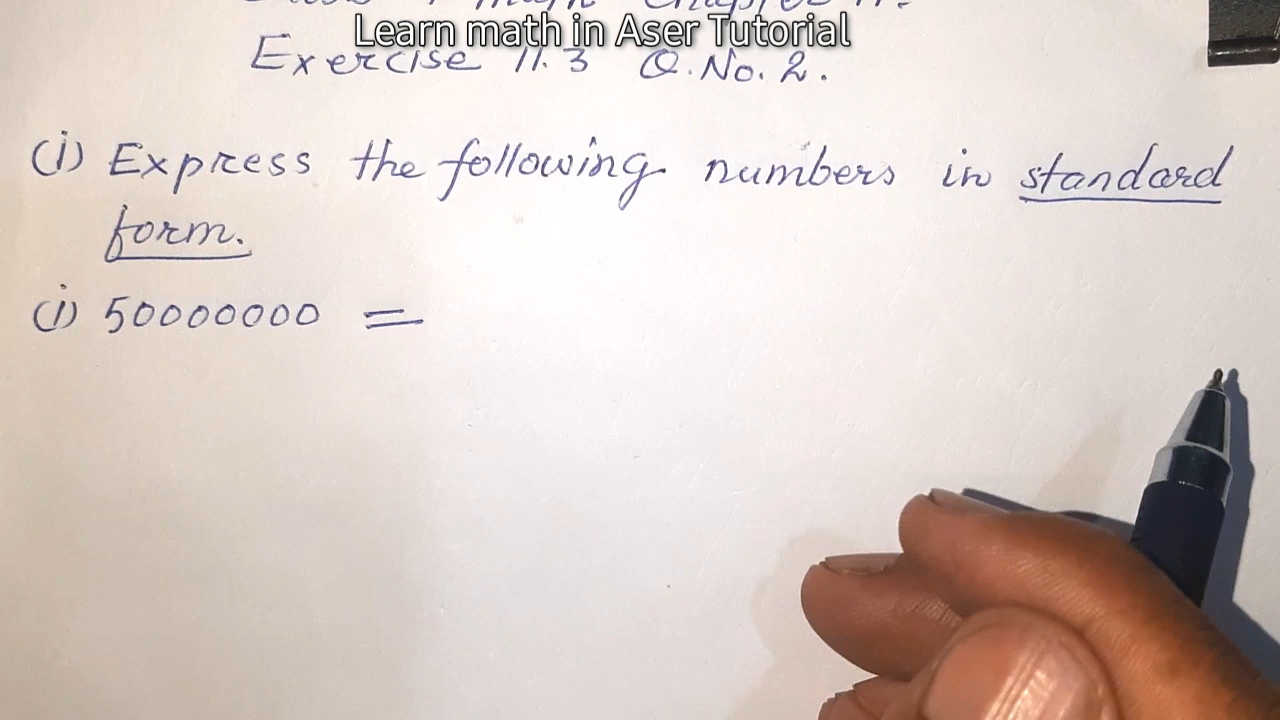 Learn math in Aser Tutorial
Exercise 11.3 Q.No.2.
(i) Express the following numbers in standard
form.
(i) 50000000 =